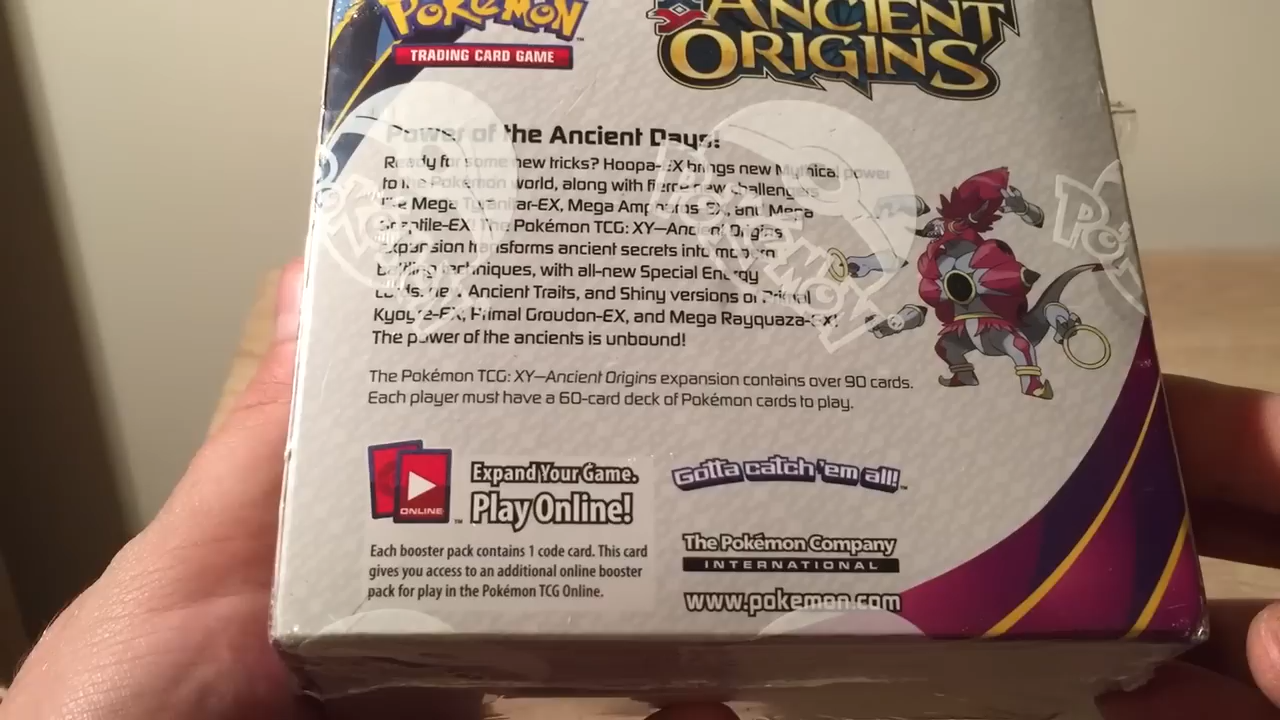 Pokémon
TRADING CARD GAME
ANCIENT
ORIGINS
Power of the Ancient Days!
Ready for some new tricks? Hoopa-EX brings new Mythical power
to the Pokémon world, along with fierce new challengers
like Mega Tyranitar-EX, Mega Ampharos-EX, and Mega
Sceptile-EX! The Pokémon TCG: XY—Ancient Origins
expansion transforms ancient secrets into modern
battling techniques, with all-new Special Energy
cards, new Ancient Traits, and Shiny versions of Primal
Kyogre-EX, Primal Groudon-EX, and Mega Rayquaza-EX!
The power of the ancients is unbound!
The Pokémon TCG: XY—Ancient Origins expansion contains over 90 cards.
Each player must have a 60-card deck of Pokémon cards to play.
ONLINE
Expand Your Game.
Play Online!
Each booster pack contains 1 code card. This card
gives you access to an additional online booster
pack for play in the Pokémon TCG Online.
Gotta catch 'em all!
The Pokémon Company
INTERNATIONAL
www.pokemon.com
POKÉMON
POKÉMON